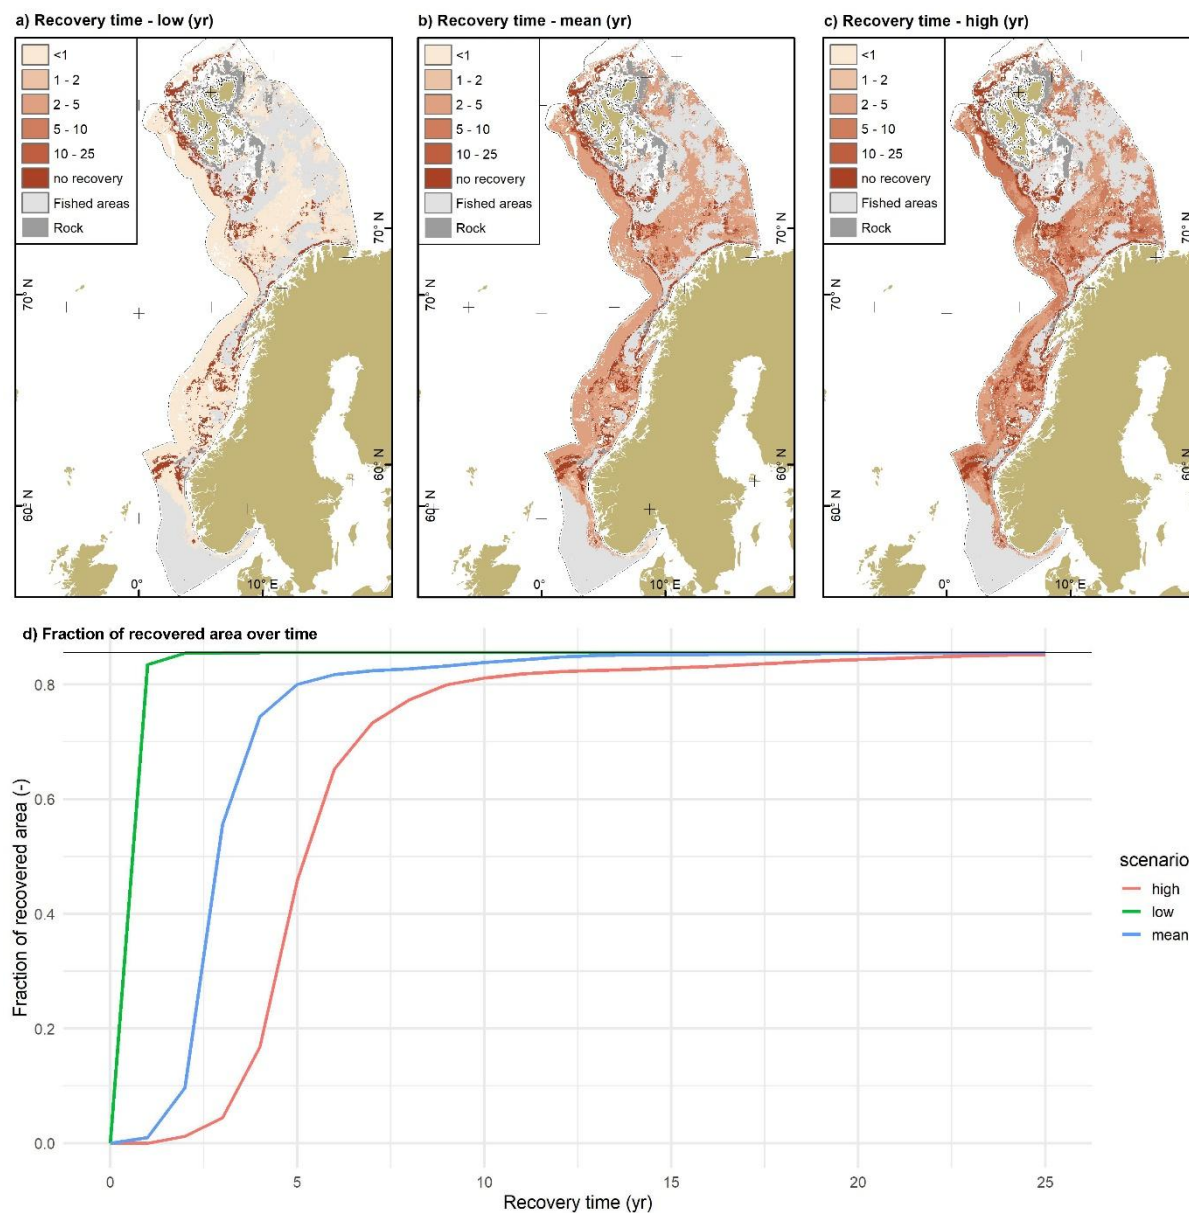 a) Recovery time - low (yr)
<1
1 - 2
2 - 5
5 - 10
10 - 25
no recovery
Fished areas
Rock
70° N
70° N
60° N
60° N
0°
10° E
b) Recovery time - mean (yr)
<1
1 - 2
2 - 5
5 - 10
10 - 25
no recovery
Fished areas
Rock
70° N
70° N
60° N
60° N
0°
10° E
c) Recovery time - high (yr)
<1
1 - 2
2 - 5
5 - 10
10 - 25
no recovery
Fished areas
Rock
70° N
70° N
60° N
60° N
0°
10° E
d) Fraction of recovered area over time
Fraction of recovered area (-)
0.8
0.6
0.4
0.2
0.0
0
5
10
15
20
25
Recovery time (yr)
scenario
high
low
mean